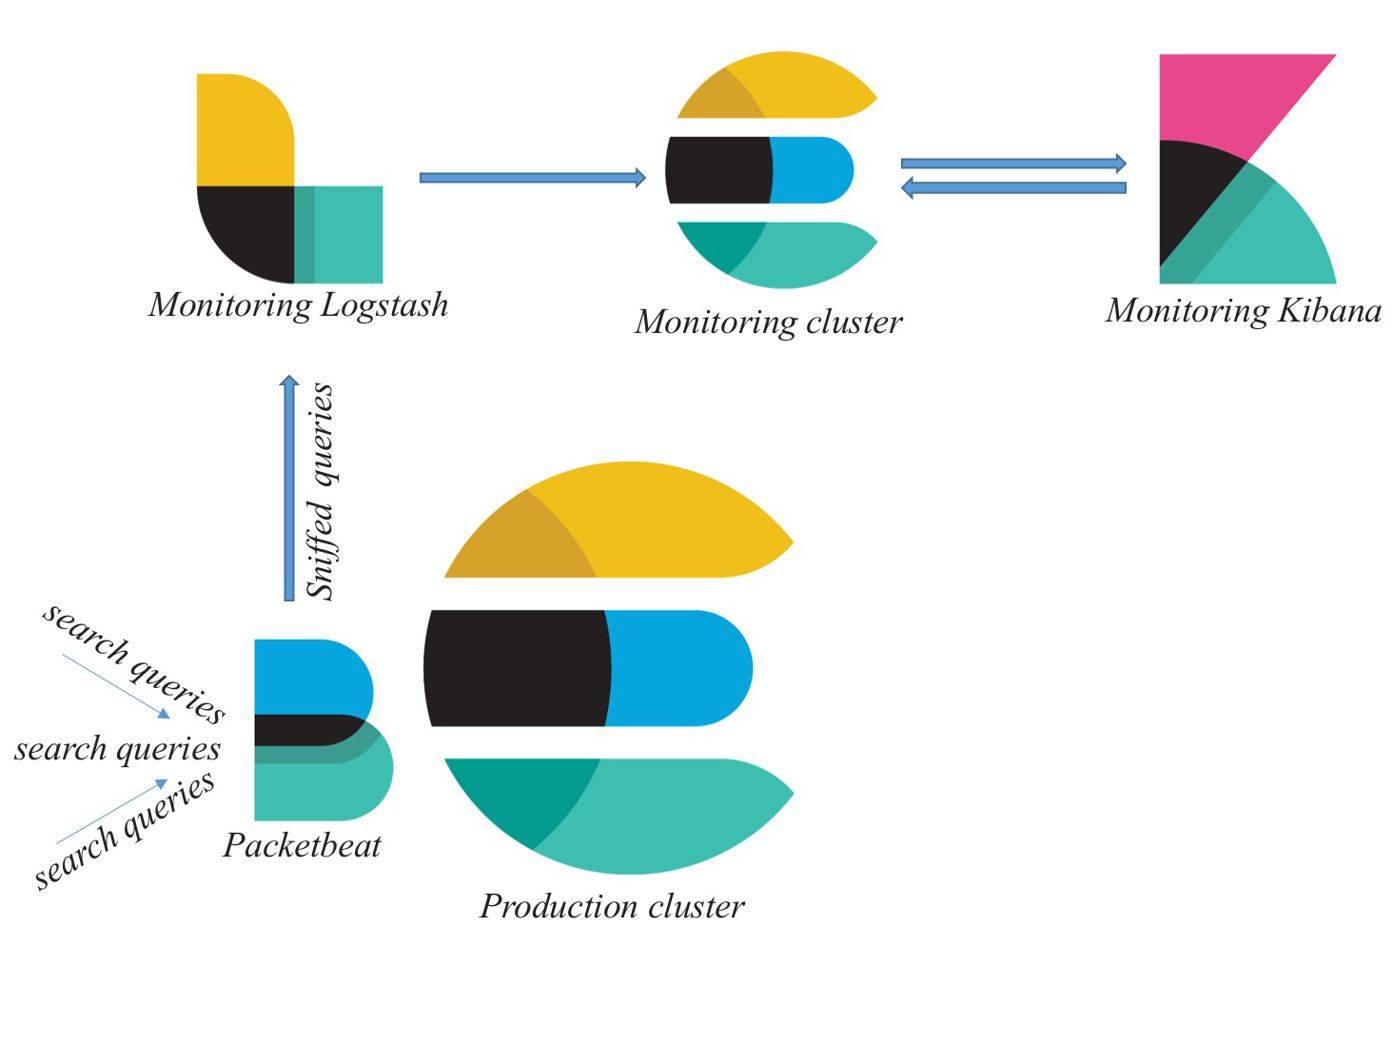 Monitoring Logstash
Monitoring cluster
Monitoring Kibana
Sniffed queries
search queries
search queries
search queries
Packetbeat
Production cluster